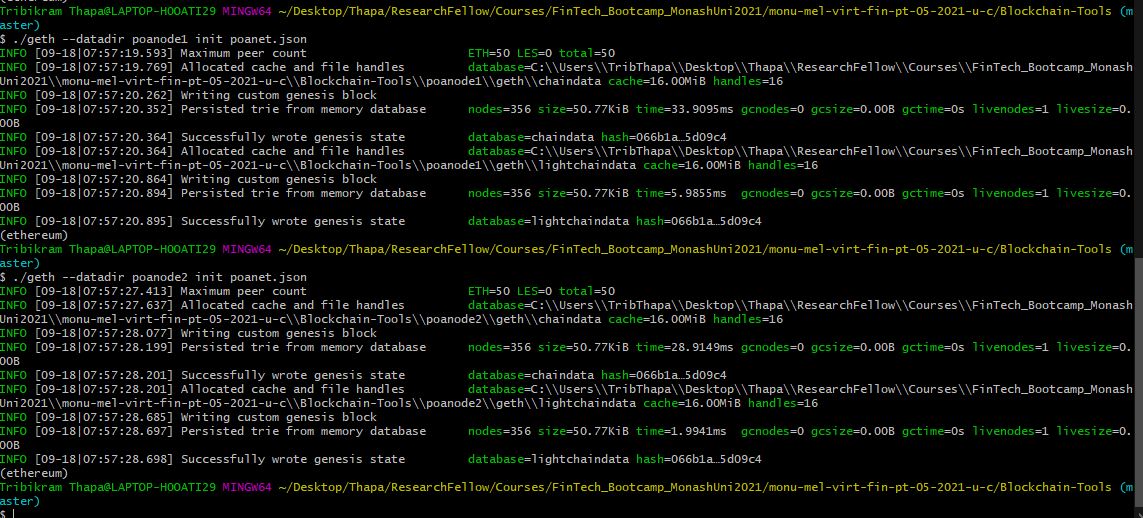 (ethereum)
Tribikram Thapa@LAPTOP-HOOATI29 MINGW64 ~/Desktop/Thapa/ResearchFellow/Courses/FinTech_Bootcamp_MonashUni2021/monu-mel-virt-fin-pt-05-2021-u-c/Blockchain-Tools (m
aster)
$ ./geth --datadir poanode1 init poanet.json
INFO [09-18|07:57:19.593] Maximum peer count                       ETH=50 LES=0 total=50
INFO [09-18|07:57:19.769] Allocated cache and file handles         database=C:\\Users\\TribThapa\\Desktop\\Thapa\\ResearchFellow\\Courses\\FinTech_Bootcamp_Monash
Uni2021\\monu-mel-virt-fin-pt-05-2021-u-c\\Blockchain-Tools\\poanode1\\geth\\chaindata cache=16.00MiB handles=16
INFO [09-18|07:57:20.262] Writing custom genesis block
INFO [09-18|07:57:20.352] Persisted trie from memory database      nodes=356 size=50.77KiB time=33.9095ms gcnodes=0 gcsize=0.00B gctime=0s livenodes=1 livesize=0.
00B
INFO [09-18|07:57:20.364] Successfully wrote genesis state         database=chaindata hash=066b1a…5d09c4
INFO [09-18|07:57:20.364] Allocated cache and file handles         database=C:\\Users\\TribThapa\\Desktop\\Thapa\\ResearchFellow\\Courses\\FinTech_Bootcamp_Monash
Uni2021\\monu-mel-virt-fin-pt-05-2021-u-c\\Blockchain-Tools\\poanode1\\geth\\lightchaindata cache=16.00MiB handles=16
INFO [09-18|07:57:20.864] Writing custom genesis block
INFO [09-18|07:57:20.894] Persisted trie from memory database      nodes=356 size=50.77KiB time=5.9855ms  gcnodes=0 gcsize=0.00B gctime=0s livenodes=1 livesize=0.
00B
INFO [09-18|07:57:20.895] Successfully wrote genesis state         database=lightchaindata hash=066b1a…5d09c4
(ethereum)
Tribikram Thapa@LAPTOP-HOOATI29 MINGW64 ~/Desktop/Thapa/ResearchFellow/Courses/FinTech_Bootcamp_MonashUni2021/monu-mel-virt-fin-pt-05-2021-u-c/Blockchain-Tools (m
aster)
$ ./geth --datadir poanode2 init poanet.json
INFO [09-18|07:57:27.413] Maximum peer count                       ETH=50 LES=0 total=50
INFO [09-18|07:57:27.637] Allocated cache and file handles         database=C:\\Users\\TribThapa\\Desktop\\Thapa\\ResearchFellow\\Courses\\FinTech_Bootcamp_Monash
Uni2021\\monu-mel-virt-fin-pt-05-2021-u-c\\Blockchain-Tools\\poanode2\\geth\\chaindata cache=16.00MiB handles=16
INFO [09-18|07:57:28.077] Writing custom genesis block
INFO [09-18|07:57:28.199] Persisted trie from memory database      nodes=356 size=50.77KiB time=28.9149ms gcnodes=0 gcsize=0.00B gctime=0s livenodes=1 livesize=0.
00B
INFO [09-18|07:57:28.201] Successfully wrote genesis state         database=chaindata hash=066b1a…5d09c4
INFO [09-18|07:57:28.201] Allocated cache and file handles         database=C:\\Users\\TribThapa\\Desktop\\Thapa\\ResearchFellow\\Courses\\FinTech_Bootcamp_Monash
Uni2021\\monu-mel-virt-fin-pt-05-2021-u-c\\Blockchain-Tools\\poanode2\\geth\\lightchaindata cache=16.00MiB handles=16
INFO [09-18|07:57:28.685] Writing custom genesis block
INFO [09-18|07:57:28.697] Persisted trie from memory database      nodes=356 size=50.77KiB time=1.9941ms  gcnodes=0 gcsize=0.00B gctime=0s livenodes=1 livesize=0.
00B
INFO [09-18|07:57:28.698] Successfully wrote genesis state         database=lightchaindata hash=066b1a…5d09c4
(ethereum)
Tribikram Thapa@LAPTOP-HOOATI29 MINGW64 ~/Desktop/Thapa/ResearchFellow/Courses/FinTech_Bootcamp_MonashUni2021/monu-mel-virt-fin-pt-05-2021-u-c/Blockchain-Tools (m
aster)
$